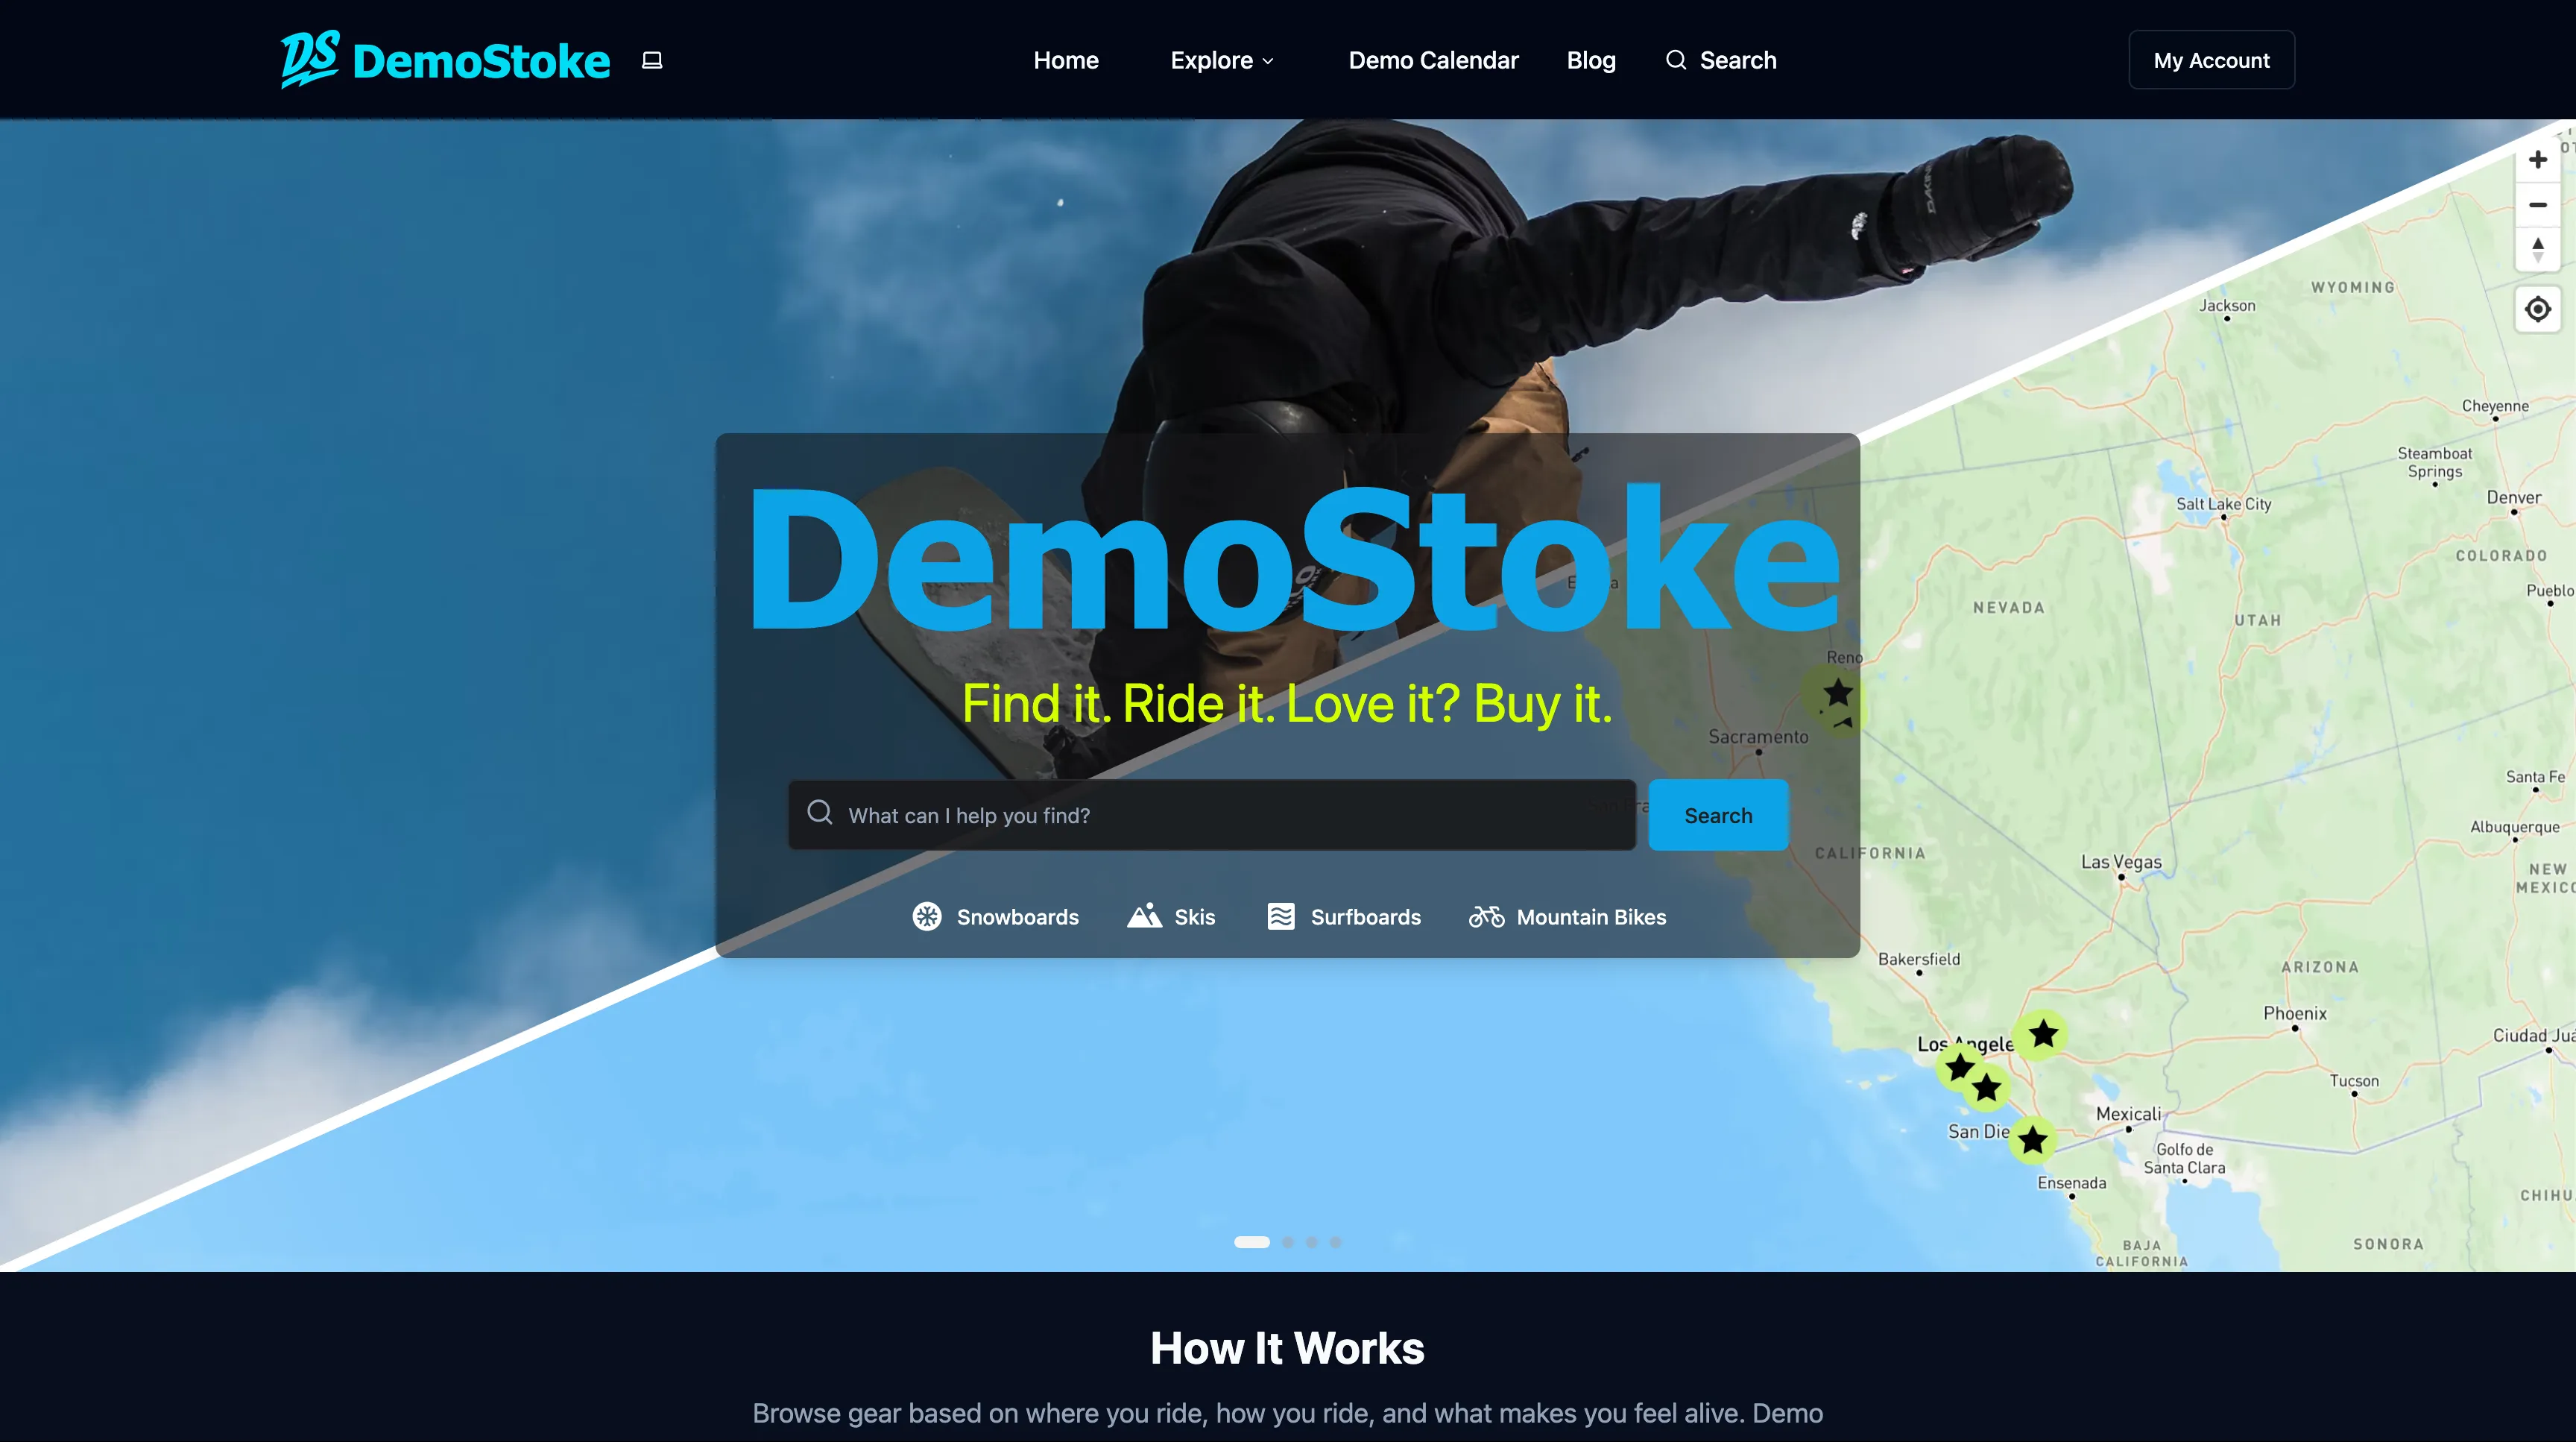 DS DemoStoke
Home
Explore
Demo Calendar
Blog
Search
My Account
DAKINE
WYOMING
Jackson
Cheyenne
Steamboat
Springs
Denver
Salt Lake City
COLORADO
Pueblo
NEVADA
UTAH
DemoStoke
Reno
Find it. Ride it. Love it? Buy it.
Sacramento
Santa Fe
What can I help you find?
Search
Albuquerque
CALIFORNIA
Las Vegas
NEW
MEXICO
Snowboards
Skis
Surfboards
Mountain Bikes
Bakersfield
ARIZONA
Phoenix
Los Angele
Ciudad Juá
Tucson
Mexicali
San Die
Golfo de
Santa Clara
Ensenada
CHIHU
BAJA
CALIFORNIA
SONORA
How It Works
Browse gear based on where you ride, how you ride, and what makes you feel alive. Demo